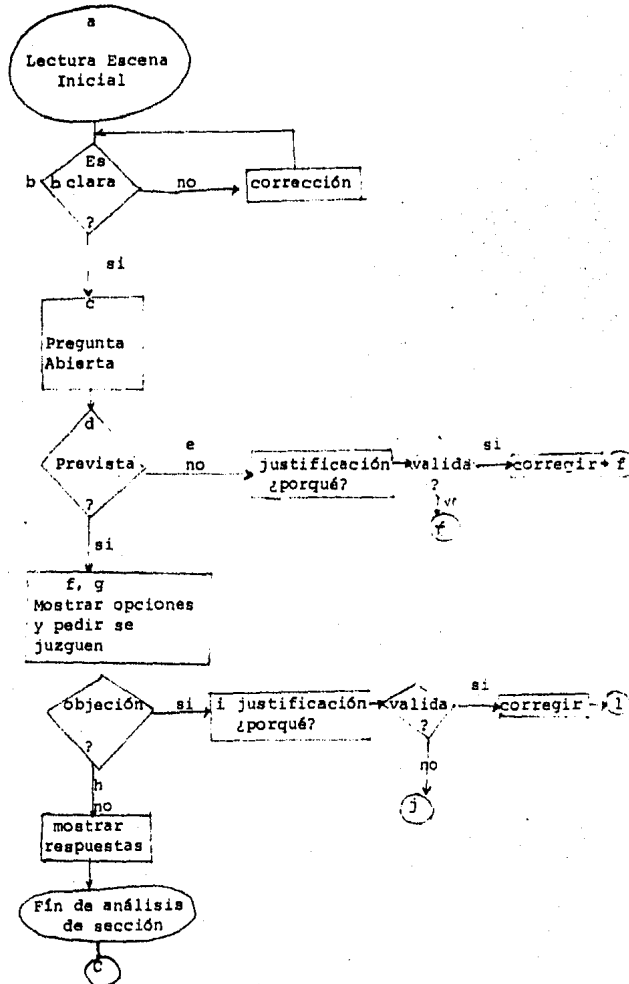 a
Lectura Escena
Inicial
Es
b b clara
?
no
corrección
si
c
Pregunta
Abierta
d
Prevista
?
e
no
justificación
¿porqué?
valida
?
si
corregir
f
f
si
f, g
Mostrar opciones
y pedir se
juzguen
objeción
?
si
i justificación
¿porqué?
valida
?
si
corregir
l
no
j
h
no
mostrar
respuestas
Fín de análisis
de sección
C